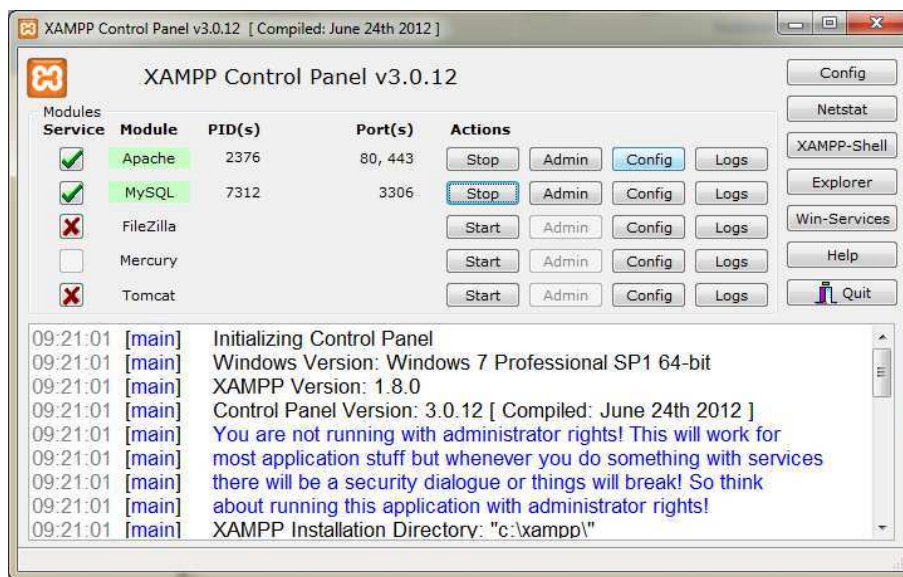 XAMPP Control Panel v3.0.12 [ Compiled: June 24th 2012 ]
XAMPP Control Panel v3.0.12
Config
Modules
Netstat
Service Module PID(s) Port(s) Actions
XAMPP-Shell
Apache 2376 80, 443 Stop Admin Config Logs
Explorer
MySQL 7312 3306 Stop Admin Config Logs
Win-Services
FileZilla Start Admin Config Logs
Help
Mercury Start Admin Config Logs
Quit
Tomcat Start Admin Config Logs
09:21:01 [main] Initializing Control Panel
09:21:01 [main] Windows Version: Windows 7 Professional SP1 64-bit
09:21:01 [main] XAMPP Version: 1.8.0
09:21:01 [main] Control Panel Version: 3.0.12 [ Compiled: June 24th 2012 ]
09:21:01 [main] You are not running with administrator rights! This will work for
09:21:01 [main] most application stuff but whenever you do something with services
09:21:01 [main] there will be a security dialogue or things will break! So think
09:21:01 [main] about running this application with administrator rights!
09:21:01 [main] XAMPP Installation Directory: "c:\xampp\"